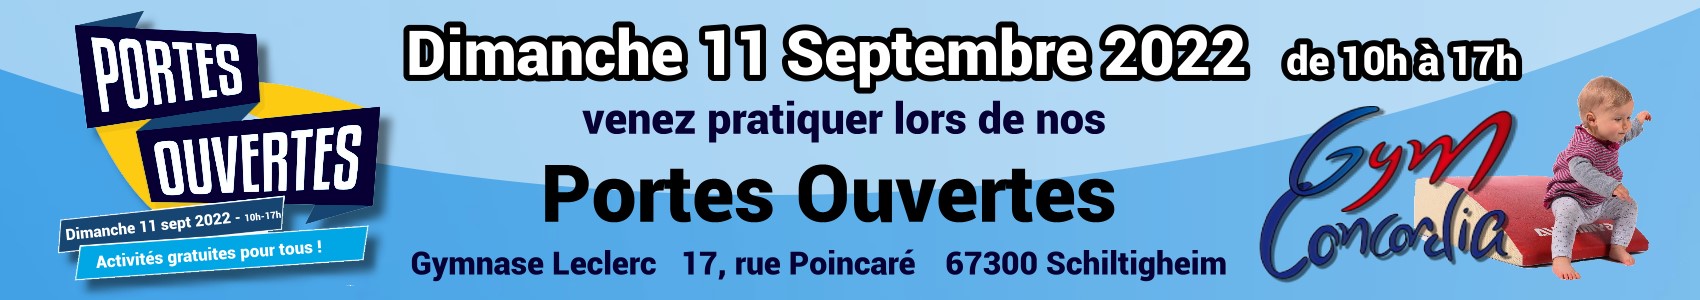 PORTES
OUVERTES
Dimanche 11 sept 2022 - 10h-17h
Activités gratuites pour tous !
Dimanche 11 Septembre 2022 de 10h à 17h
venez pratiquer lors de nos
Portes Ouvertes
Gymnase Leclerc 17, rue Poincaré 67300 Schiltigheim
Gym
Concordia